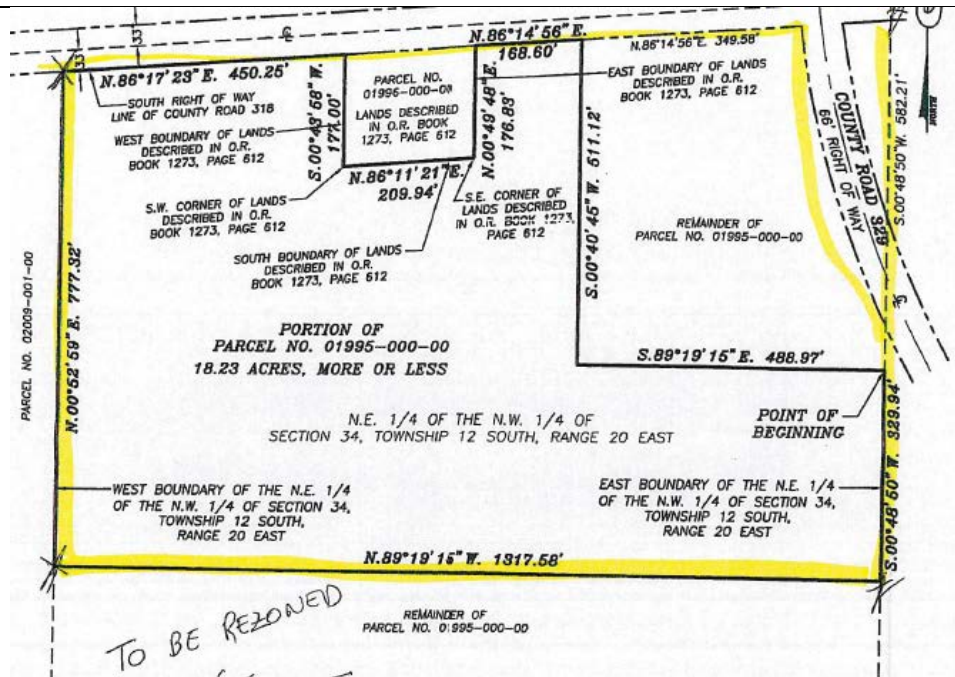 33'
33'
N.86°17'23"E. 450.25'
SOUTH RIGHT OF WAY
LINE OF COUNTY ROAD 318
WEST BOUNDARY OF LANDS
DESCRIBED IN O.R.
BOOK 1273, PAGE 612
S.00°43'58"W.
177.00'
PARCEL NO.
01996-000-00
LANDS DESCRIBED
IN O.R. BOOK
1273, PAGE 612
N.86°14'56"E.
168.60'
N.00°49'48"E.
176.83'
N.86°14'56"E. 349.58'
EAST BOUNDARY OF LANDS
DESCRIBED IN O.R.
BOOK 1273, PAGE 612
COUNTY ROAD 329
66' RIGHT OF WAY
S.00°48'50"W. 582.21'
NORTH
N.86°11'21"E.
209.94'
S.W. CORNER OF LANDS
DESCRIBED IN O.R.
BOOK 1273, PAGE 612
S.E. CORNER OF
LANDS DESCRIBED
IN O.R. BOOK 1273,
PAGE 612
SOUTH BOUNDARY OF LANDS
DESCRIBED IN O.R.
BOOK 1273, PAGE 612
S.00°40'45"W. 511.12'
REMAINDER OF
PARCEL NO. 01995-000-00
PARCEL NO. 02009-001-00
N.00°52'59"E. 777.32'
PORTION OF
PARCEL NO. 01995-000-00
18.23 ACRES, MORE OR LESS
S.89°19'15"E. 488.97'
N.E. 1/4 OF THE N.W. 1/4 OF
SECTION 34, TOWNSHIP 12 SOUTH, RANGE 20 EAST
POINT OF
BEGINNING
S.00°48'50"W. 329.94'
WEST BOUNDARY OF THE N.E. 1/4
OF THE N.W. 1/4 OF SECTION 34,
TOWNSHIP 12 SOUTH,
RANGE 20 EAST
EAST BOUNDARY OF THE N.E. 1/4
OF THE N.W. 1/4 OF SECTION 34,
TOWNSHIP 12 SOUTH,
RANGE 20 EAST
N.89°19'15"W. 1317.58'
TO BE REZONED
REMAINDER OF
PARCEL NO. 01995-000-00